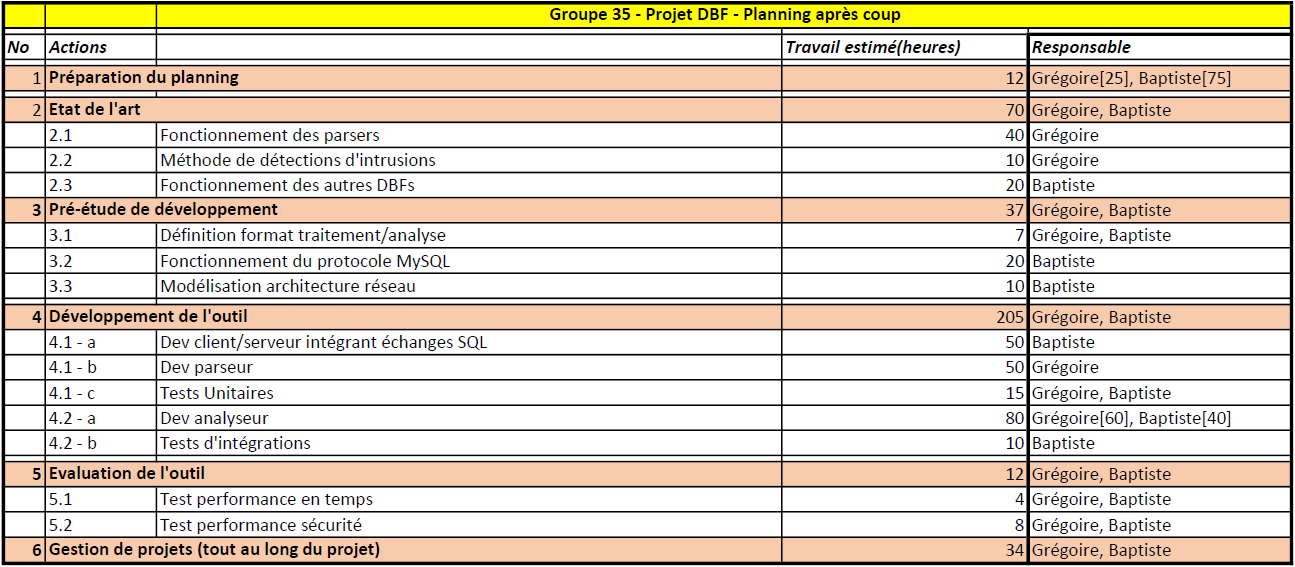 Groupe 35 - Projet DBF - Planning après coup
No Actions Travail estimé(heures) Responsable
1 Préparation du planning 12 Grégoire[25], Baptiste[75]
2 Etat de l'art 70 Grégoire, Baptiste
2.1 Fonctionnement des parsers 40 Grégoire
2.2 Méthode de détections d'intrusions 10 Grégoire
2.3 Fonctionnement des autres DBFs 20 Baptiste
3 Pré-étude de développement 37 Grégoire, Baptiste
3.1 Définition format traitement/analyse 7 Grégoire, Baptiste
3.2 Fonctionnement du protocole MySQL 20 Baptiste
3.3 Modélisation architecture réseau 10 Baptiste
4 Développement de l'outil 205 Grégoire, Baptiste
4.1 - a Dev client/serveur intégrant échanges SQL 50 Baptiste
4.1 - b Dev parseur 50 Grégoire
4.1 - c Tests Unitaires 15 Grégoire, Baptiste
4.2 - a Dev analyseur 80 Grégoire[60], Baptiste[40]
4.2 - b Tests d'intégrations 10 Baptiste
5 Evaluation de l'outil 12 Grégoire, Baptiste
5.1 Test performance en temps 4 Grégoire, Baptiste
5.2 Test performance sécurité 8 Grégoire, Baptiste
6 Gestion de projets (tout au long du projet) 34 Grégoire, Baptiste